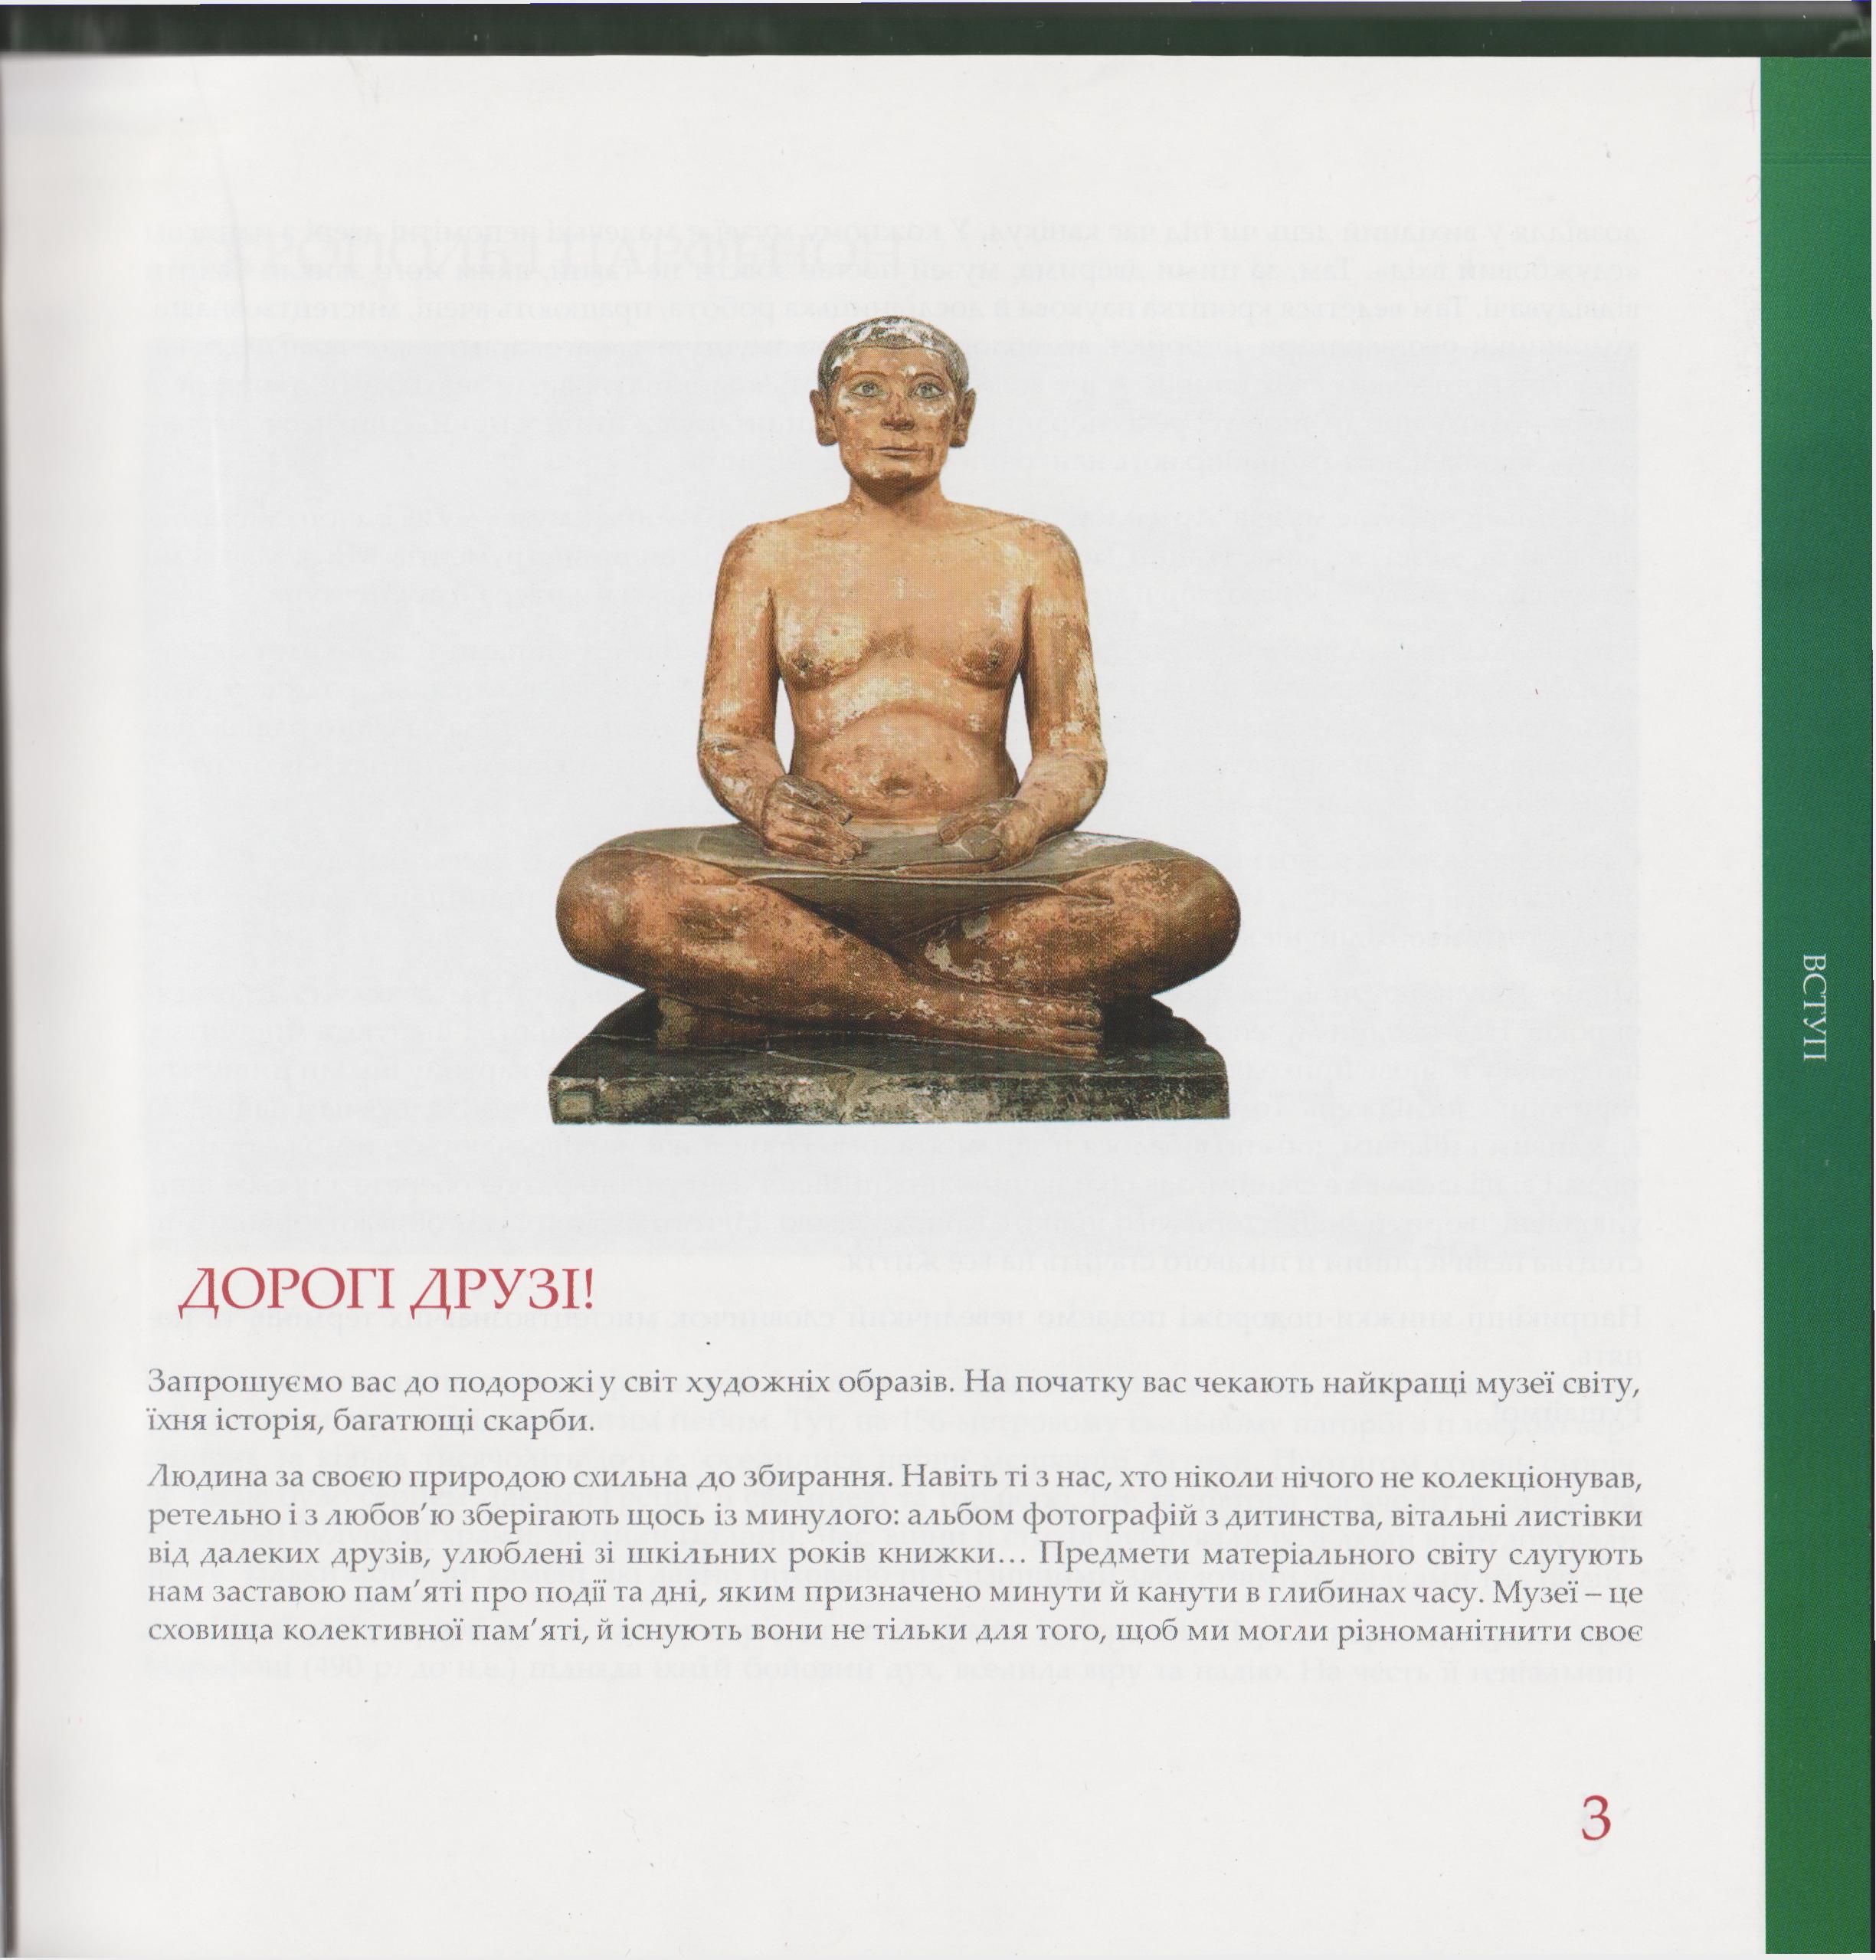 ДОРОГІ ДРУЗІ!
Запрошуємо вас до подорожі у світ художніх образів. На початку вас чекають найкращі музеї світу,
їхня історія, багатющі скарби.
Людина за своєю природою схильна до збирання. Навіть ті з нас, хто ніколи нічого не колекціонував,
ретельно і з любов’ю зберігають щось із минулого: альбом фотографій з дитинства, вітальні листівки
від далеких друзів, улюблені зі шкільних років книжки… Предмети матеріального світу слугують
нам заставою пам’яті про події та дні, яким призначено минути й канути в глибинах часу. Музеї – це
сховища колективної пам’яті, й існують вони не тільки для того, щоб ми могли різноманітнити своє
3
ВСТУП